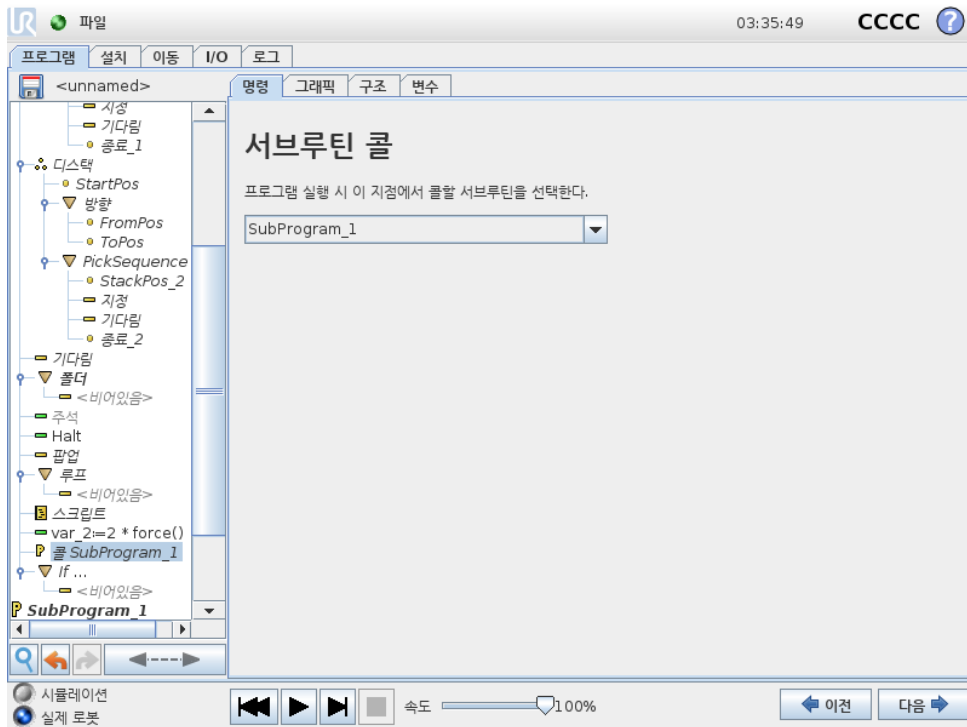 UR 파일 03:35:49 CCCC ?
프로그램 설치 이동 I/O 로그
<unnamed>
명령 그래픽 구조 변수
지정
기다림
종료_1
디스택
StartPos
방향
FromPos
ToPos
PickSequence
StackPos_2
지정
기다림
종료_2
기다림
폴더
<비어있음>
주석
Halt
팝업
루프
<비어있음>
스크립트
var_2:=2 * force()
콜 SubProgram_1
If ...
<비어있음>
SubProgram_1
서브루틴 콜
프로그램 실행 시 이 지점에서 콜할 서브루틴을 선택한다.
SubProgram_1
시뮬레이션
실제 로봇
속도 100%
이전 다음